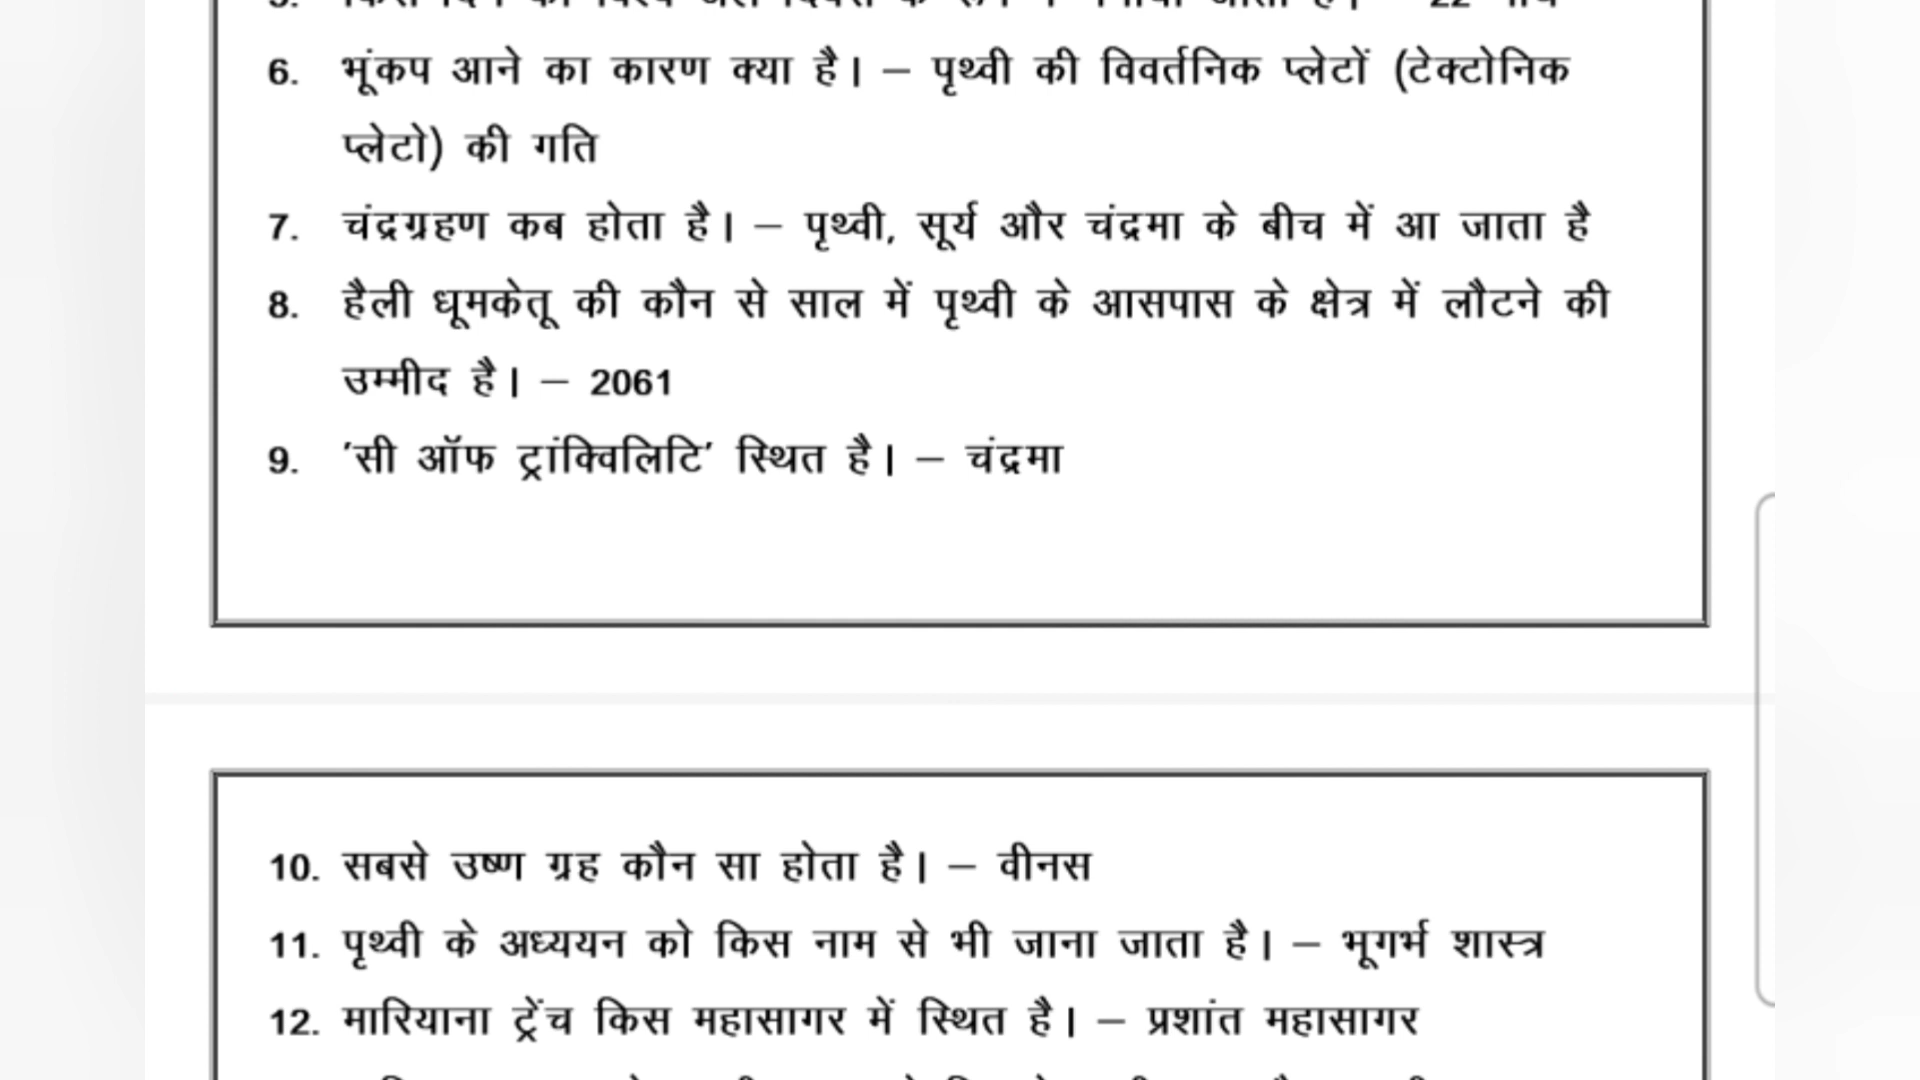 6. भूंकप आने का कारण क्या है। – पृथ्वी की विवर्तनिक प्लेटों (टेक्टोनिक
प्लेटो) की गति
7. चंद्रग्रहण कब होता है। – पृथ्वी, सूर्य और चंद्रमा के बीच में आ जाता है
8. हैली धूमकेतू की कौन से साल में पृथ्वी के आसपास के क्षेत्र में लौटने की
उम्मीद है। – 2061
9. 'सी ऑफ ट्रांक्विलिटि' स्थित है। – चंद्रमा
10. सबसे उष्ण ग्रह कौन सा होता है। – वीनस
11. पृथ्वी के अध्ययन को किस नाम से भी जाना जाता है। – भूगर्भ शास्त्र
12. मारियाना ट्रेंच किस महासागर में स्थित है। – प्रशांत महासागर